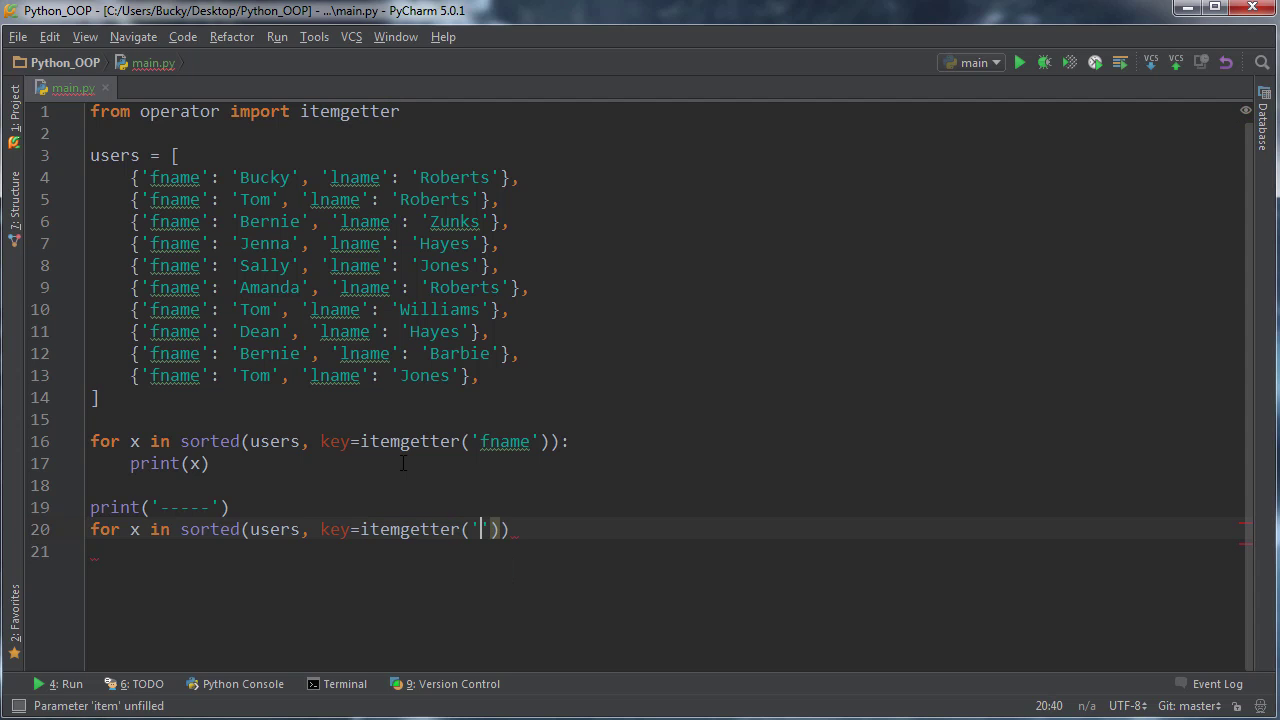 Python_OOP - [C:/Users/Bucky/Desktop/Python_OOP] - ...\main.py - PyCharm 5.0.1
File Edit View Navigate Code Refactor Run Tools VCS Window Help
Python_OOP main.py main VCS VCS
1: Project
7: Structure
2: Favorites
Database
main.py
1 from operator import itemgetter
2
3 users = [
4 {'fname': 'Bucky', 'lname': 'Roberts'},
5 {'fname': 'Tom', 'lname': 'Roberts'},
6 {'fname': 'Bernie', 'lname': 'Zunks'},
7 {'fname': 'Jenna', 'lname': 'Hayes'},
8 {'fname': 'Sally', 'lname': 'Jones'},
9 {'fname': 'Amanda', 'lname': 'Roberts'},
10 {'fname': 'Tom', 'lname': 'Williams'},
11 {'fname': 'Dean', 'lname': 'Hayes'},
12 {'fname': 'Bernie', 'lname': 'Barbie'},
13 {'fname': 'Tom', 'lname': 'Jones'},
14 ]
15
16 for x in sorted(users, key=itemgetter('fname')):
17 print(x)
18
19 print('-----')
20 for x in sorted(users, key=itemgetter(''))
21
4: Run 6: TODO Python Console Terminal 9: Version Control Event Log
Parameter 'item' unfilled 20:40 n/a UTF-8 Git: master